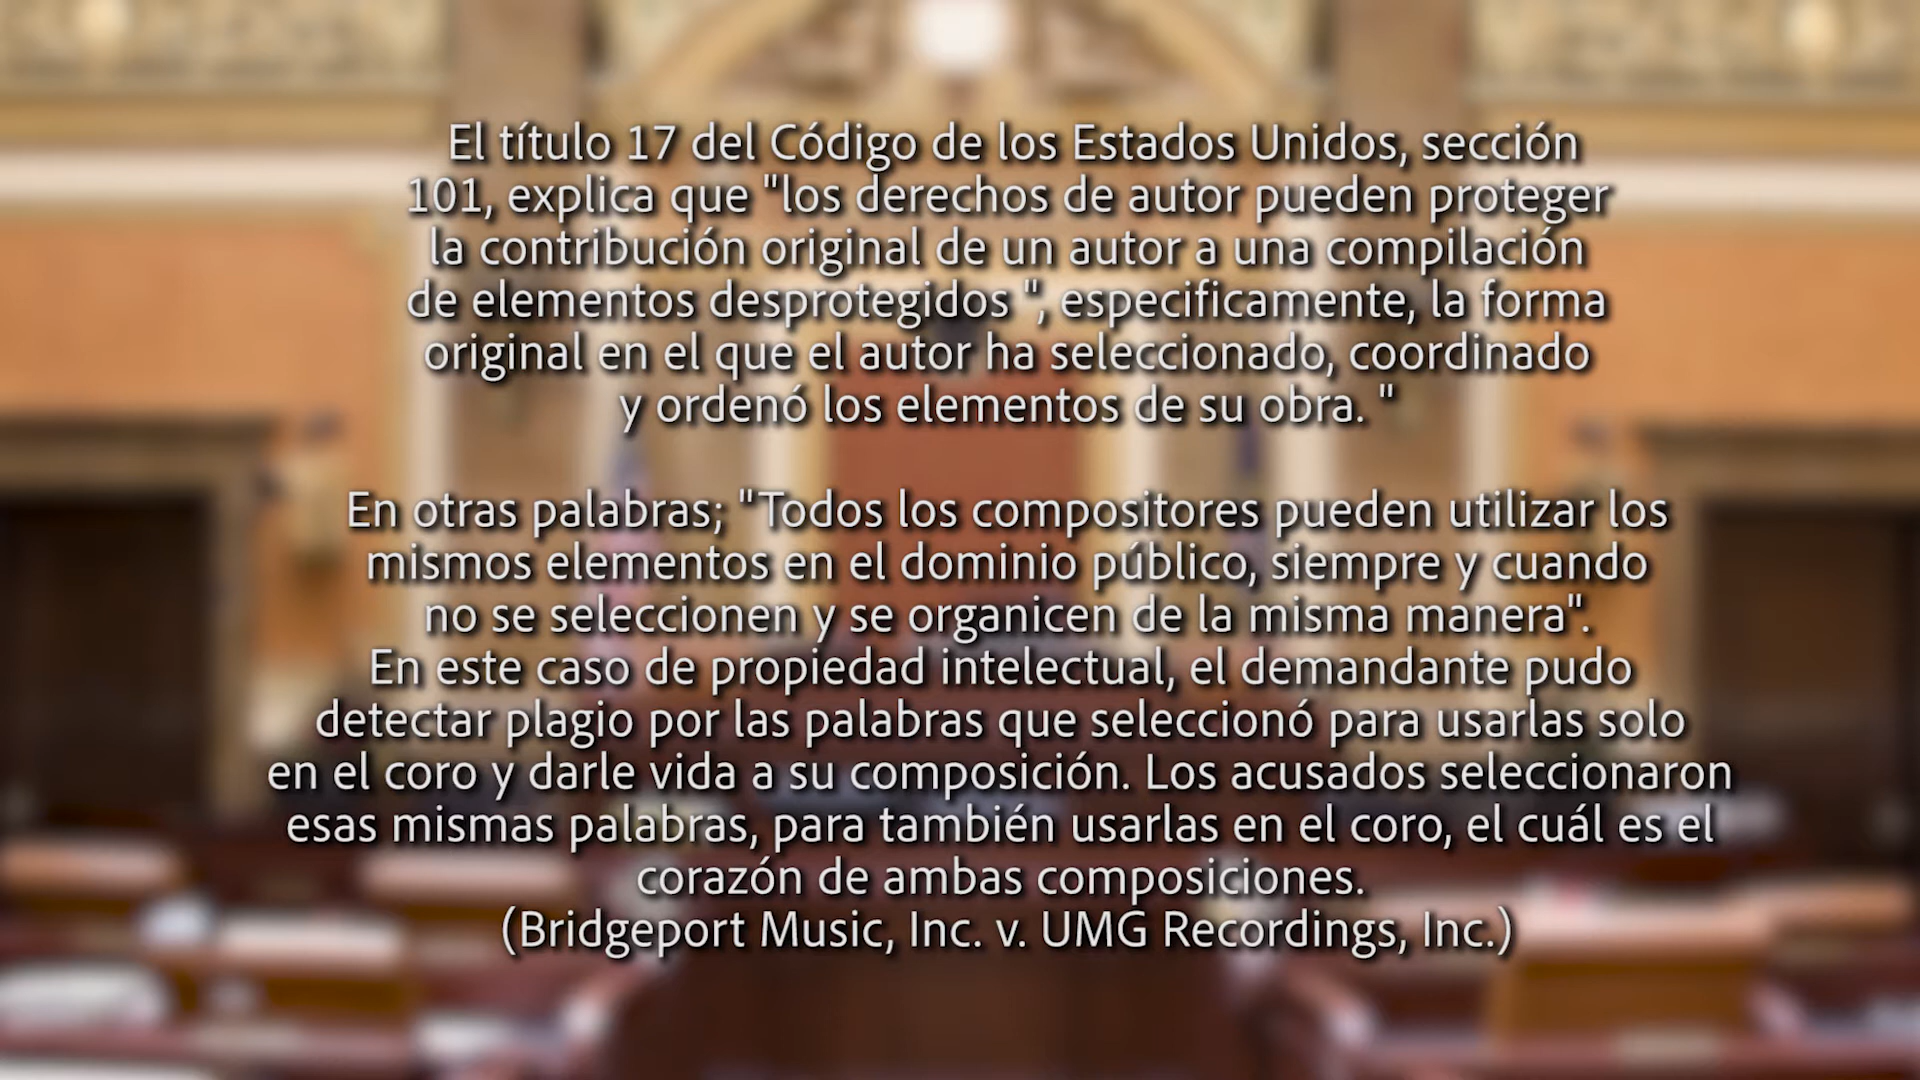 El título 17 del Código de los Estados Unidos, sección
101, explica que "los derechos de autor pueden proteger
la contribución original de un autor a una compilación
de elementos desprotegidos ", especificamente, la forma
original en el que el autor ha seleccionado, coordinado
y ordenó los elementos de su obra. "
En otras palabras; "Todos los compositores pueden utilizar los
mismos elementos en el dominio público, siempre y cuando
no se seleccionen y se organicen de la misma manera".
En este caso de propiedad intelectual, el demandante pudo
detectar plagio por las palabras que seleccionó para usarlas solo
en el coro y darle vida a su composición. Los acusados seleccionaron
esas mismas palabras, para también usarlas en el coro, el cuál es el
corazón de ambas composiciones.
(Bridgeport Music, Inc. v. UMG Recordings, Inc.)